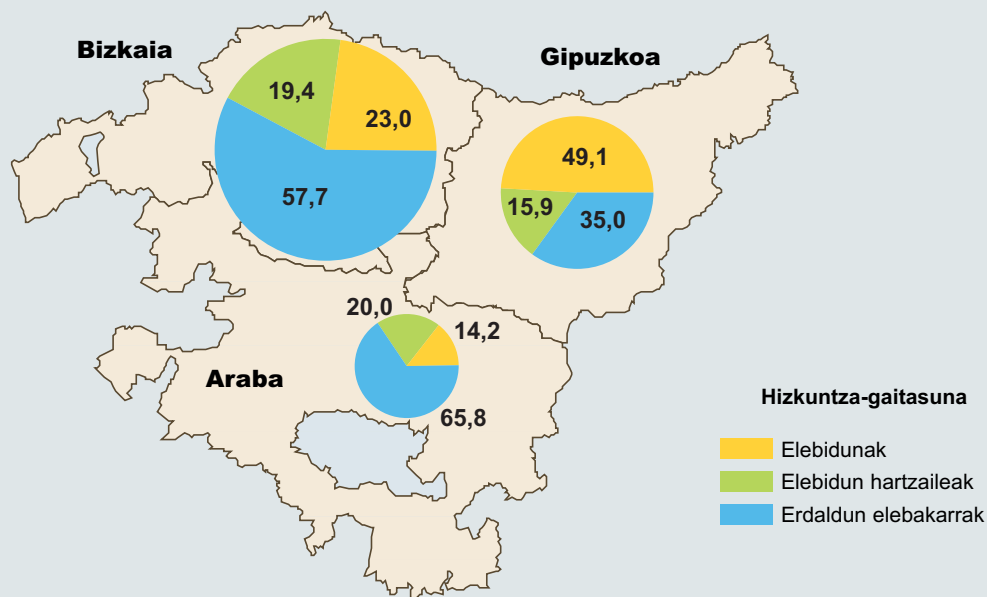 Bizkaia
19,4
23,0
57,7
Gipuzkoa
49,1
15,9
35,0
Araba
20,0
14,2
65,8
Hizkuntza-gaitasuna
Elebidunak
Elebidun hartzaileak
Erdaldun elebakarrak